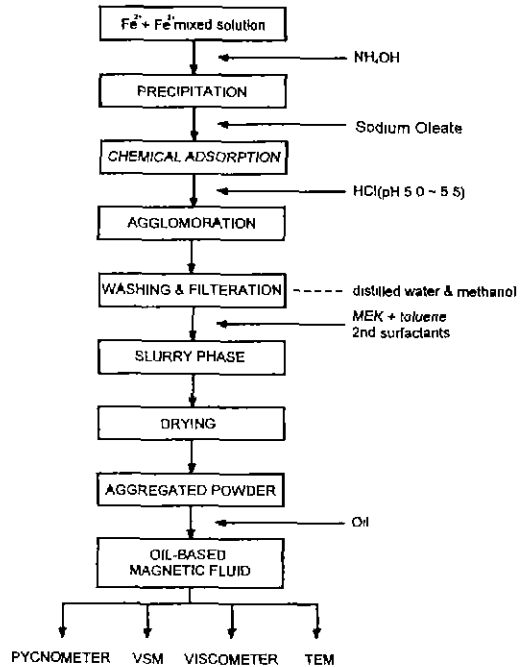 Fe²⁺+ Fe³⁺mixed solution
NH₄OH
PRECIPITATION
Sodium Oleate
CHEMICAL ADSORPTION
HCl(pH 5.0 ~ 5.5)
AGGLOMORATION
WASHING & FILTERATION
distilled water & methanol
MEK + toluene
2nd surfactants
SLURRY PHASE
DRYING
AGGREGATED POWDER
Oil
OIL-BASED
MAGNETIC FLUID
PYCNOMETER VSM VISCOMETER TEM